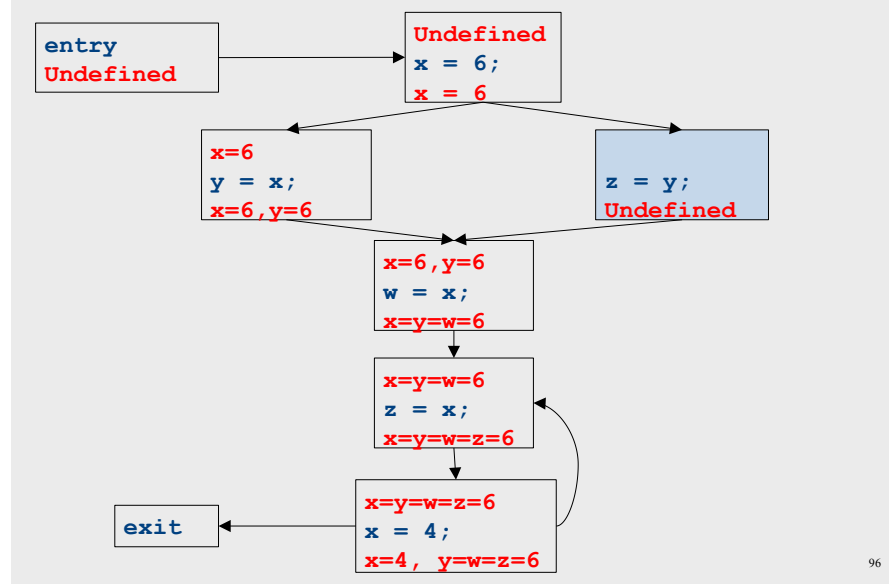 entry
Undefined
Undefined
x = 6;
x = 6
x=6
y = x;
x=6,y=6
z = y;
Undefined
x=6,y=6
w = x;
x=y=w=6
x=y=w=6
z = x;
x=y=w=z=6
x=y=w=z=6
x = 4;
x=4, y=w=z=6
exit
96